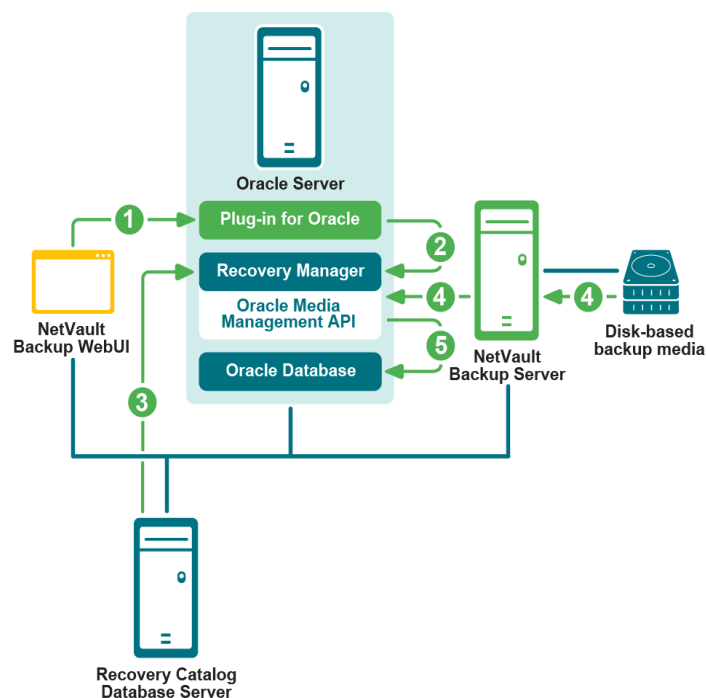 Oracle Server
1
Plug-in for Oracle
2
Recovery Manager
Oracle Media
Management API
4
4
5
Oracle Database
NetVault
Backup WebUI
NetVault
Backup Server
Disk-based
backup media
3
Recovery Catalog
Database Server